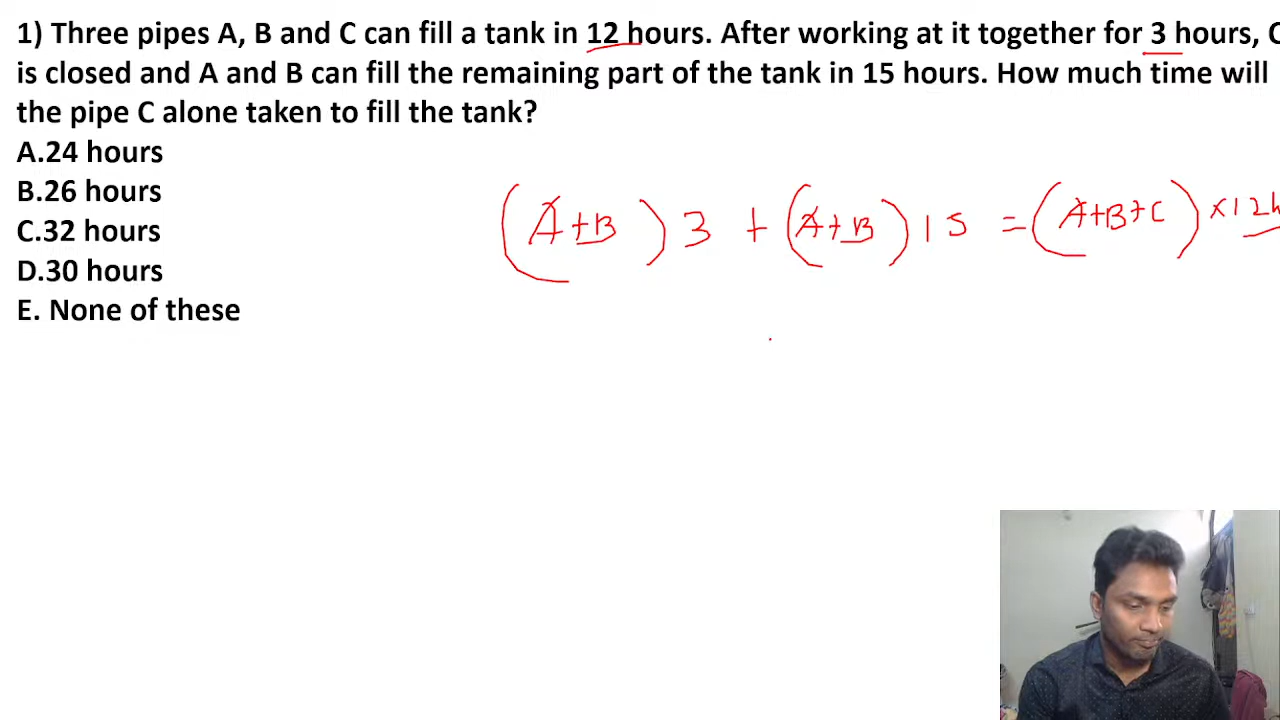 1) Three pipes A, B and C can fill a tank in 12 hours. After working at it together for 3 hours, C
is closed and A and B can fill the remaining part of the tank in 15 hours. How much time will
the pipe C alone taken to fill the tank?
A.24 hours
B.26 hours
C.32 hours
D.30 hours
E. None of these
(A+B) 3 + (A+B) 15 = (A+B+C) ×12h